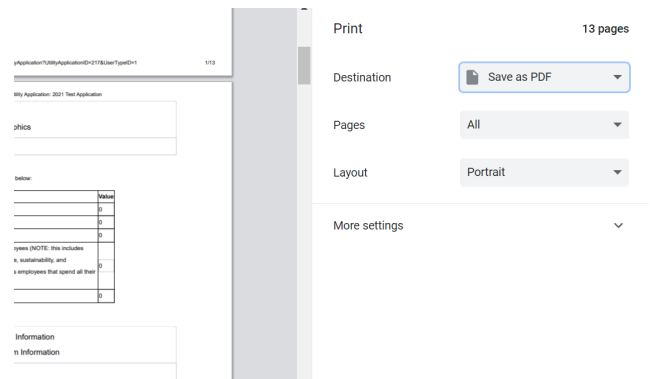 Print
13 pages
yApplication?UtilityApplicationID=217&UserTypeID=1
1/13
Destination
Save as PDF
tility Application: 2021 Test Application
phics
Pages
All
Layout
Portrait
below:
Value
0
0
More settings
0
oyees (NOTE: this includes
e, sustainability, and
0
s employees that spend all their
0
Information
n Information